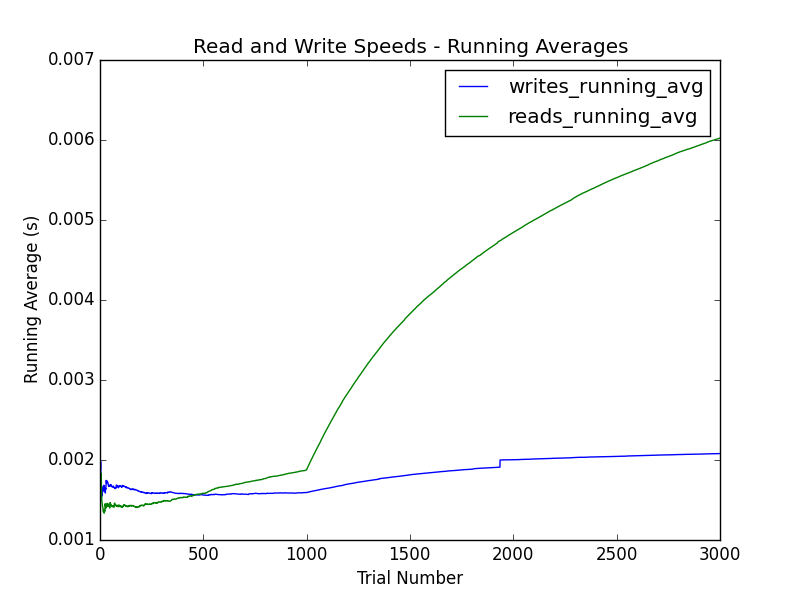 Read and Write Speeds - Running Averages
0.007
0.006
0.005
0.004
0.003
0.002
0.001
Running Average (s)
writes_running_avg
reads_running_avg
0 500 1000 1500 2000 2500 3000
Trial Number